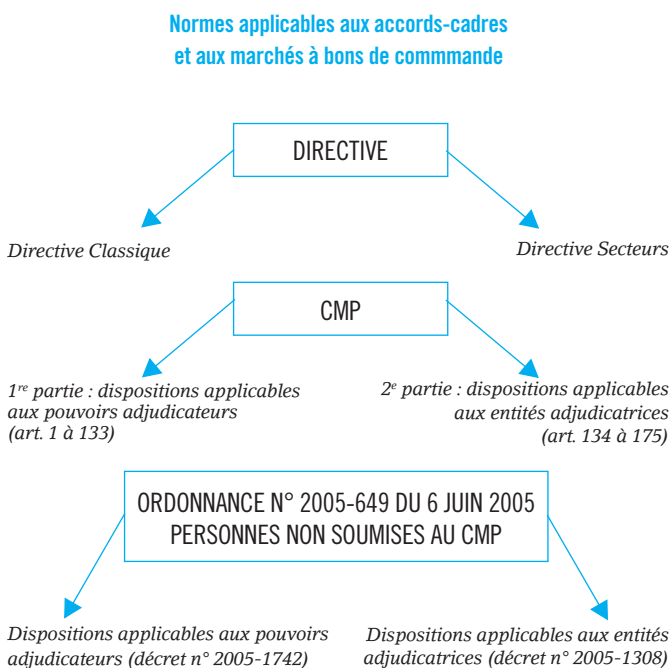 Normes applicables aux accords-cadres
et aux marchés à bons de commmande
DIRECTIVE
Directive Classique
Directive Secteurs
CMP
1re partie : dispositions applicables
aux pouvoirs adjudicateurs
(art. 1 à 133)
2e partie : dispositions applicables
aux entités adjudicatrices
(art. 134 à 175)
ORDONNANCE N° 2005-649 DU 6 JUIN 2005
PERSONNES NON SOUMISES AU CMP
Dispositions applicables aux pouvoirs
adjudicateurs (décret n° 2005-1742)
Dispositions applicables aux entités
adjudicatrices (décret n° 2005-1308)